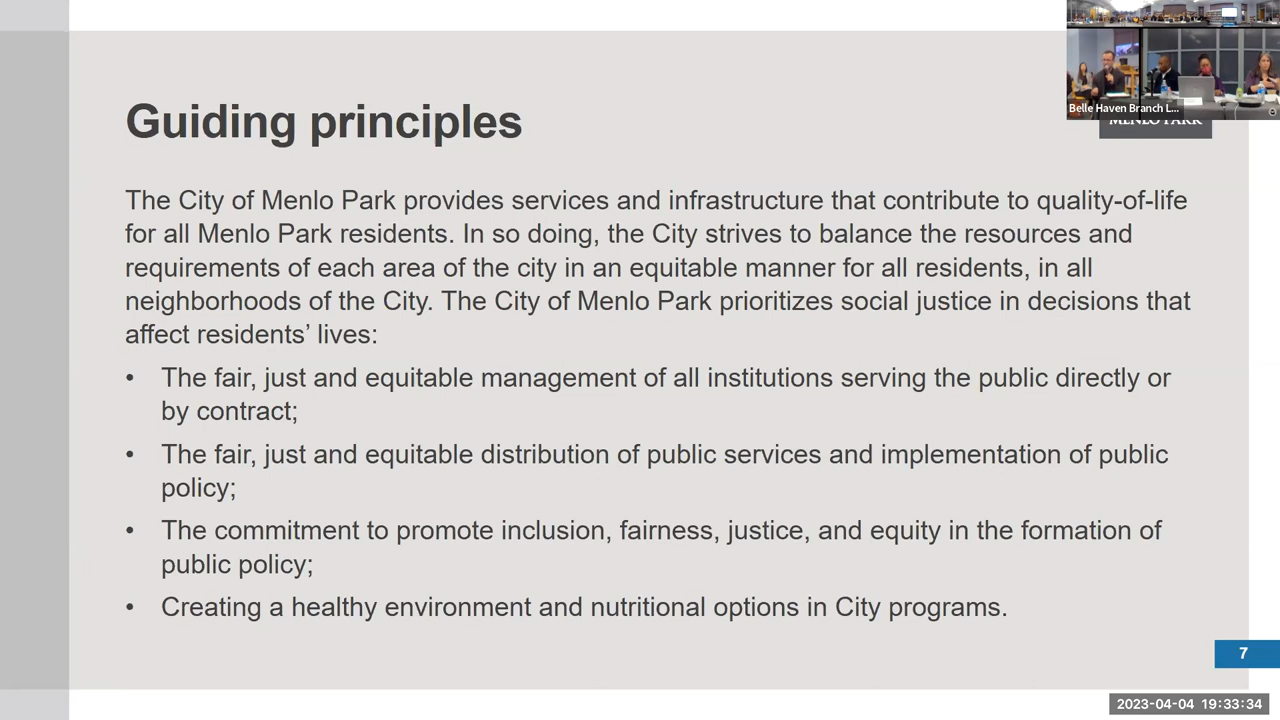 Belle Haven Branch L...
MENLO PARK
Guiding principles
The City of Menlo Park provides services and infrastructure that contribute to quality-of-life
for all Menlo Park residents. In so doing, the City strives to balance the resources and
requirements of each area of the city in an equitable manner for all residents, in all
neighborhoods of the City. The City of Menlo Park prioritizes social justice in decisions that
affect residents’ lives:
• The fair, just and equitable management of all institutions serving the public directly or
by contract;
• The fair, just and equitable distribution of public services and implementation of public
policy;
• The commitment to promote inclusion, fairness, justice, and equity in the formation of
public policy;
• Creating a healthy environment and nutritional options in City programs.
7
2023-04-04 19:33:34